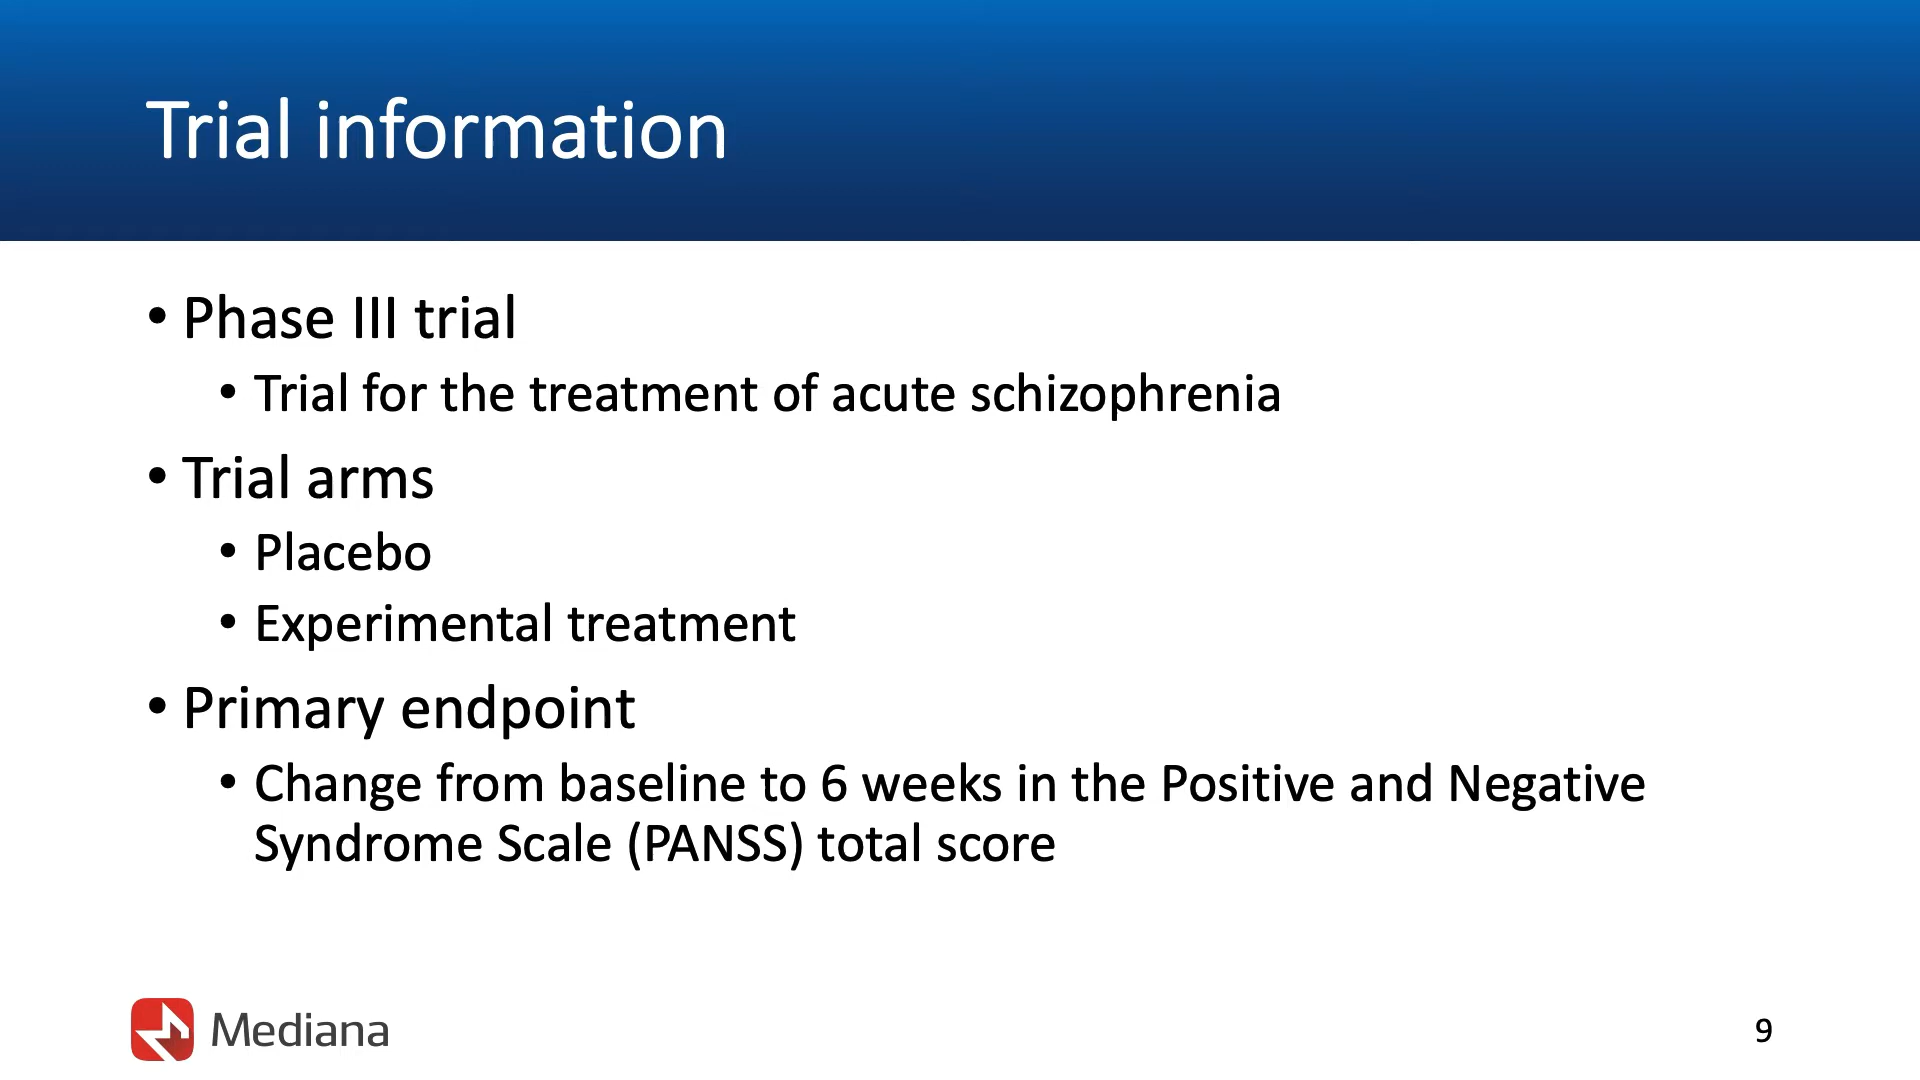 Trial information
• Phase III trial
• Trial for the treatment of acute schizophrenia
• Trial arms
• Placebo
• Experimental treatment
• Primary endpoint
• Change from baseline to 6 weeks in the Positive and Negative
Syndrome Scale (PANSS) total score
Mediana
9